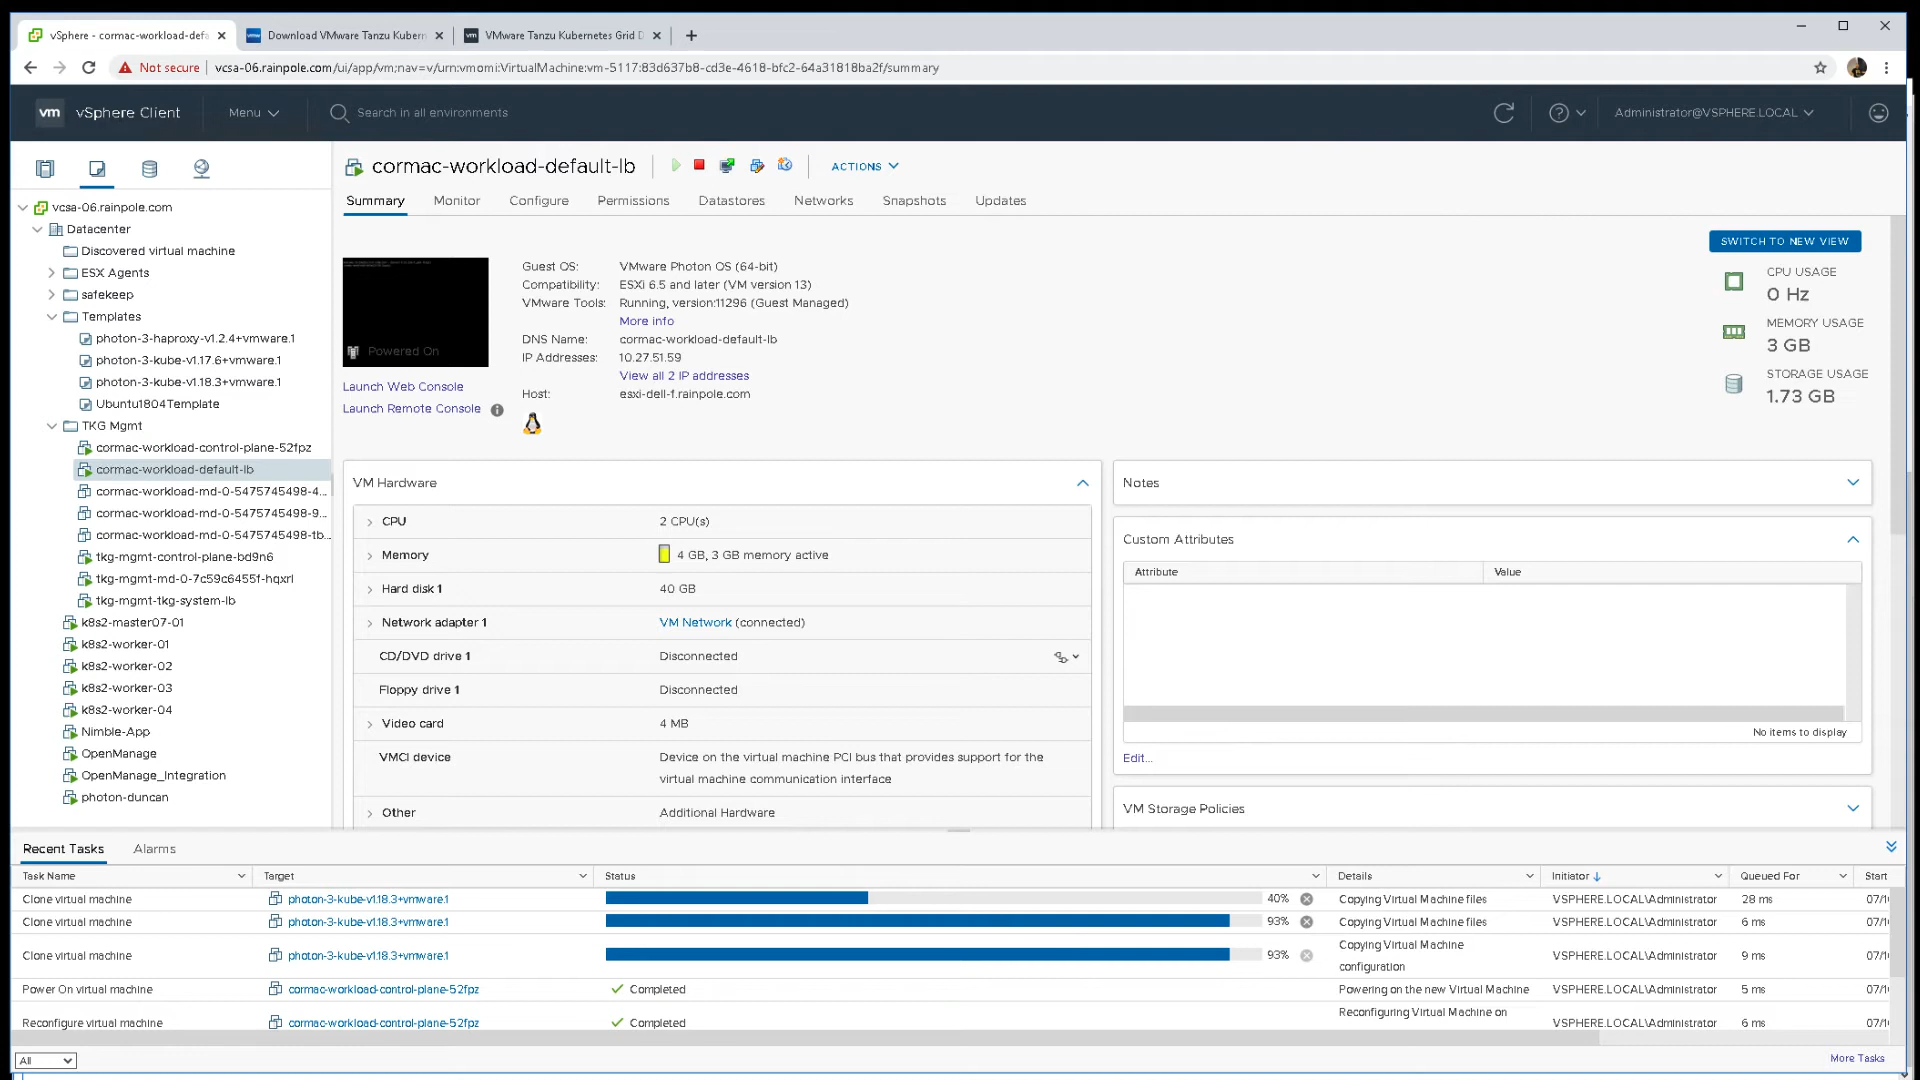 vSphere - cormac-workload-defa
Download VMware Tanzu Kubern
VMware Tanzu Kubernetes Grid D
Not secure
vcsa-06.rainpole.com/ui/app/vm;nav=v/urn:vmomi:VirtualMachine:vm-5117:83d637b8-cd3e-4618-bfc2-64a31818ba2f/summary
vm vSphere Client
Menu
Search in all environments
Administrator@VSPHERE.LOCAL
vcsa-06.rainpole.com
Datacenter
Discovered virtual machine
ESX Agents
safekeep
Templates
photon-3-haproxy-v1.2.4+vmware.1
photon-3-kube-v1.17.6+vmware.1
photon-3-kube-v1.18.3+vmware.1
Ubuntu1804Template
TKG Mgmt
cormac-workload-control-plane-52fpz
cormac-workload-default-lb
cormac-workload-md-0-5475745498-4...
cormac-workload-md-0-5475745498-9...
cormac-workload-md-0-5475745498-tb...
tkg-mgmt-control-plane-bd9n6
tkg-mgmt-md-0-7c59c6455f-hqxrl
tkg-mgmt-tkg-system-lb
k8s2-master07-01
k8s2-worker-01
k8s2-worker-02
k8s2-worker-03
k8s2-worker-04
Nimble-App
OpenManage
OpenManage_Integration
photon-duncan
cormac-workload-default-lb
ACTIONS
Summary
Monitor
Configure
Permissions
Datastores
Networks
Snapshots
Updates
SWITCH TO NEW VIEW
Powered On
Launch Web Console
Launch Remote Console
Guest OS: VMware Photon OS (64-bit)
Compatibility: ESXi 6.5 and later (VM version 13)
VMware Tools: Running, version:11296 (Guest Managed)
More info
DNS Name: cormac-workload-default-lb
IP Addresses: 10.27.51.59
View all 2 IP addresses
Host: esxi-dell-f.rainpole.com
CPU USAGE
0 Hz
MEMORY USAGE
3 GB
STORAGE USAGE
1.73 GB
VM Hardware
CPU 2 CPU(s)
Memory 4 GB, 3 GB memory active
Hard disk 1 40 GB
Network adapter 1 VM Network (connected)
CD/DVD drive 1 Disconnected
Floppy drive 1 Disconnected
Video card 4 MB
VMCI device Device on the virtual machine PCI bus that provides support for the
virtual machine communication interface
Other Additional Hardware
Notes
Custom Attributes
Attribute Value
No items to display
Edit...
VM Storage Policies
Recent Tasks
Alarms
Task Name Target Status Details Initiator Queued For Start
Clone virtual machine photon-3-kube-v1.18.3+vmware.1 40% Copying Virtual Machine files VSPHERE.LOCAL\Administrator 28 ms 07/1
Clone virtual machine photon-3-kube-v1.18.3+vmware.1 93% Copying Virtual Machine files VSPHERE.LOCAL\Administrator 6 ms 07/1
Clone virtual machine photon-3-kube-v1.18.3+vmware.1 93% Copying Virtual Machine
configuration VSPHERE.LOCAL\Administrator 9 ms 07/1
Power On virtual machine cormac-workload-control-plane-52fpz Completed Powering on the new Virtual Machine VSPHERE.LOCAL\Administrator 5 ms 07/1
Reconfigure virtual machine cormac-workload-control-plane-52fpz Completed Reconfiguring Virtual Machine on VSPHERE.LOCAL\Administrator 6 ms 07/1
All
More Tasks